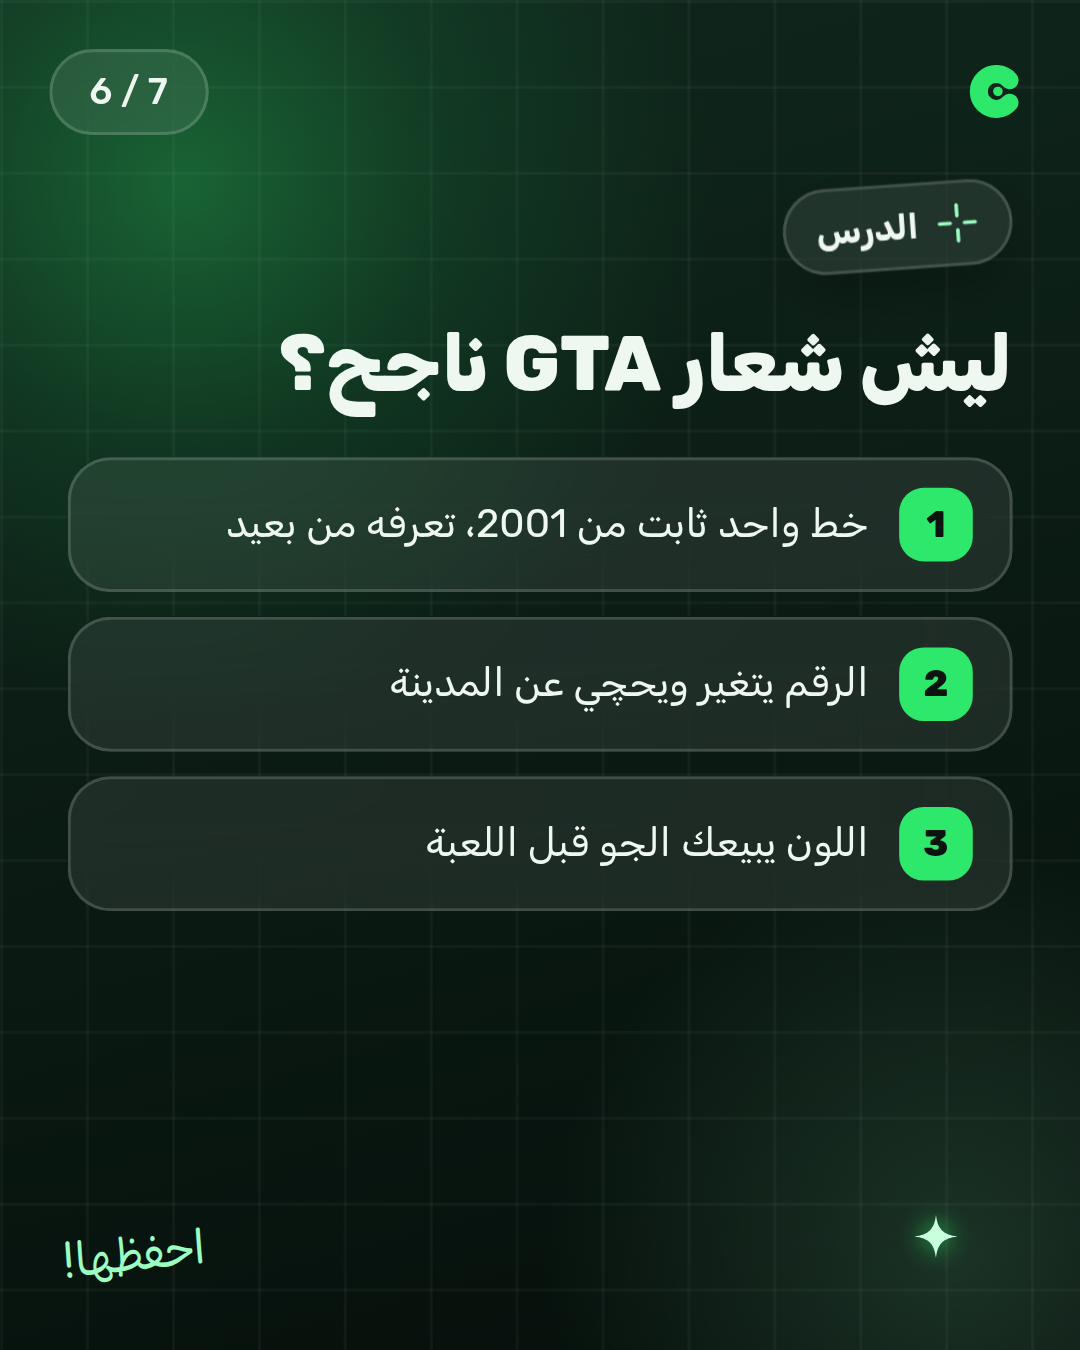 6 / 7
الدرس
ليش شعار GTA ناجح؟
1 خط واحد ثابت من 2001، تعرفه من بعيد
2 الرقم يتغير ويحچي عن المدينة
3 اللون يبيعك الجو قبل اللعبة
احفظها!